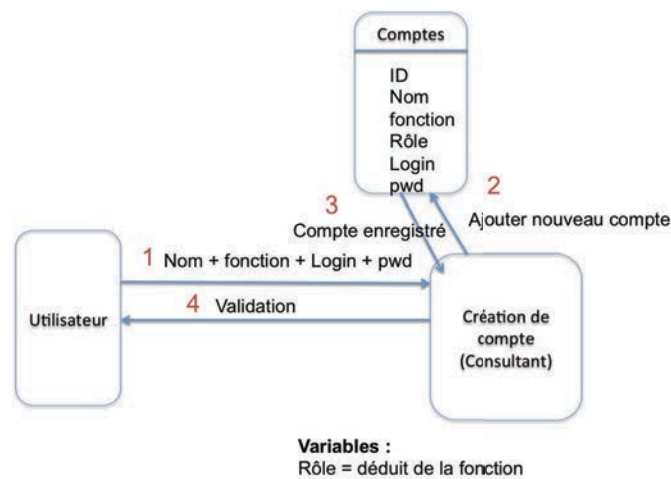 Comptes
ID
Nom
fonction
Rôle
Login
pwd
3
2
Compte enregistré
Ajouter nouveau compte
1
Nom + fonction + Login + pwd
4
Validation
Utilisateur
Création de
compte
(Consultant)
Variables :
Rôle = déduit de la fonction